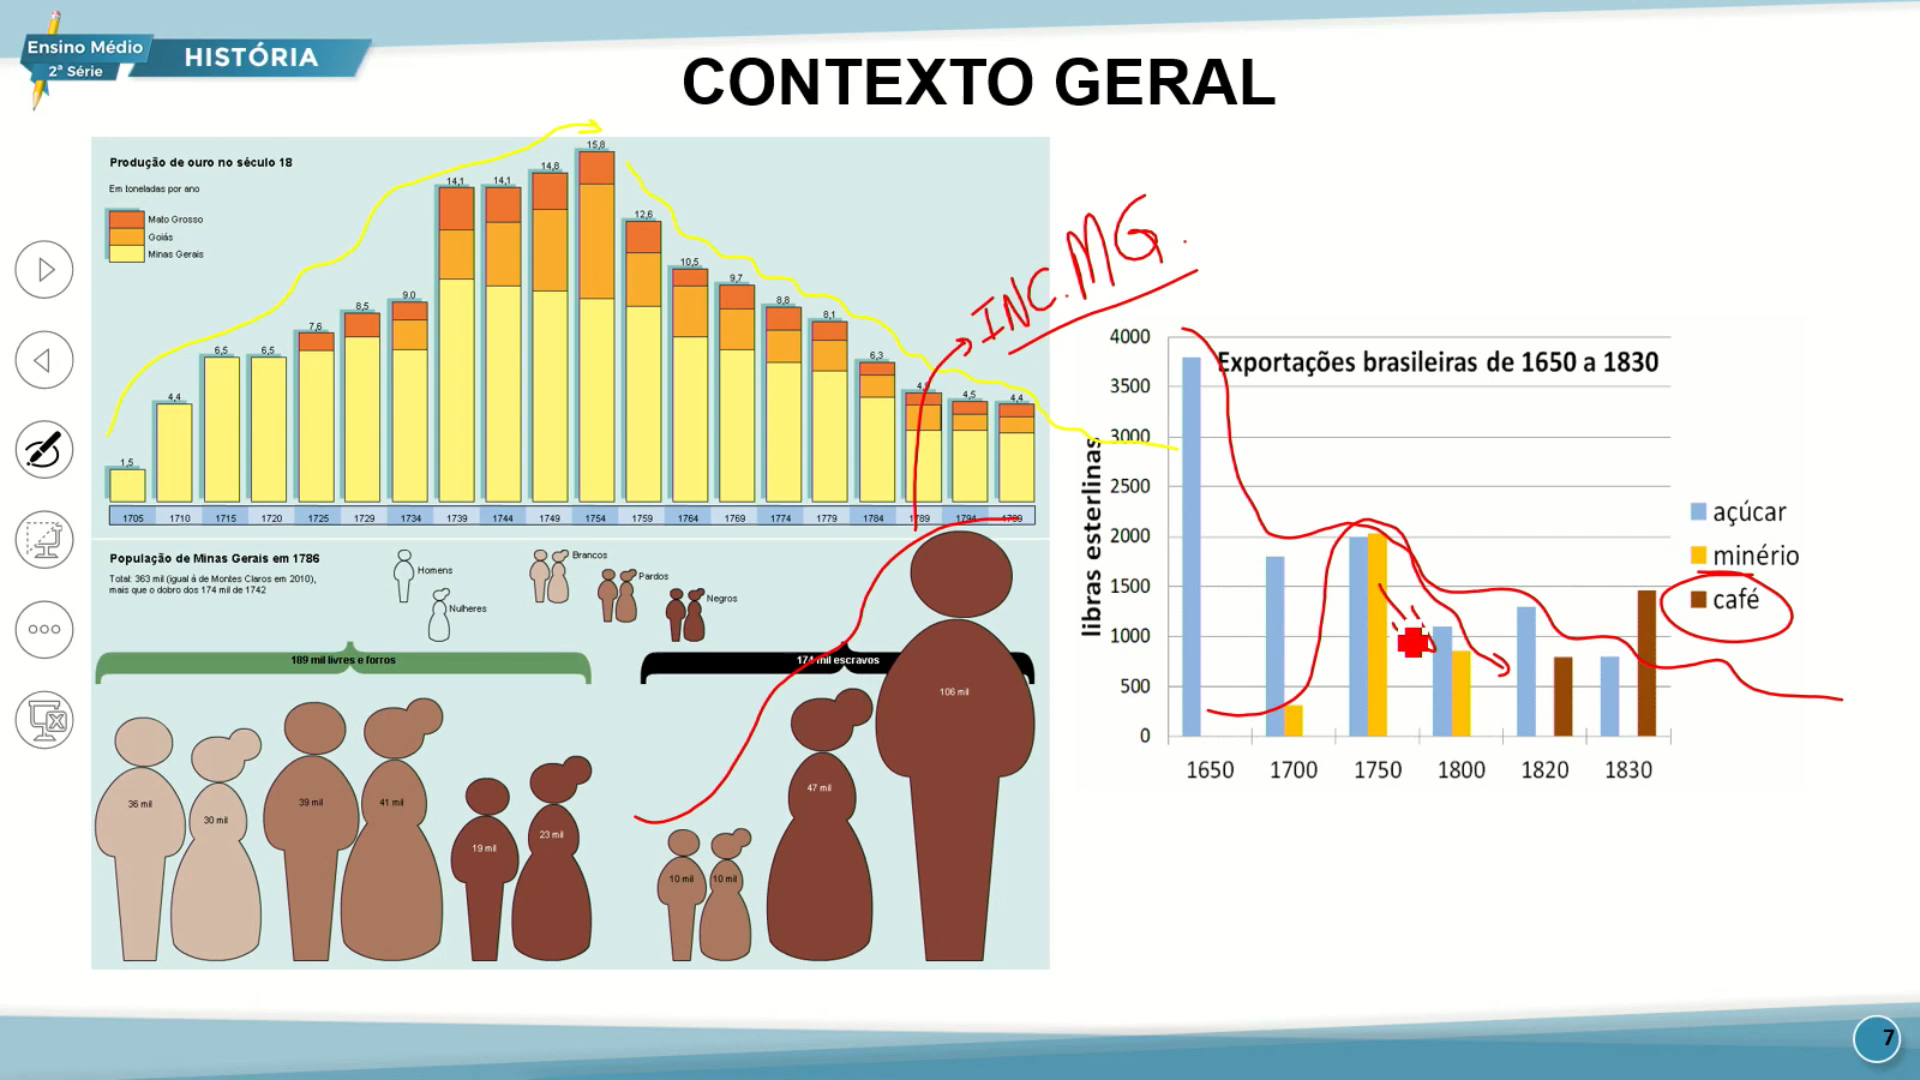 Ensino Médio
2ª Série
HISTÓRIA
CONTEXTO GERAL
Produção de ouro no século 18
Em toneladas por ano
Mato Grosso
Goiás
Minas Gerais
1,5
4,4
6,5
6,5
7,6
8,5
9,0
14,1
14,1
14,8
15,8
12,6
10,5
9,7
8,8
8,1
6,3
4,5
4,4
1705 1710 1715 1720 1725 1729 1734 1739 1744 1749 1754 1759 1764 1769 1774 1779 1784 1789 1794 1799
INC. MG.
População de Minas Gerais em 1786
Total: 363 mil (igual à de Montes Claros em 2010),
mais que o dobro dos 174 mil de 1742
Homens
Mulheres
Brancos
Pardos
Negros
189 mil livres e forros
174 mil escravos
36 mil
30 mil
39 mil
41 mil
19 mil
23 mil
10 mil
10 mil
47 mil
106 mil
Exportações brasileiras de 1650 a 1830
libras esterlinas
4000
3500
3000
2500
2000
1500
1000
500
0
1650 1700 1750 1800 1820 1830
açúcar
minério
café
7